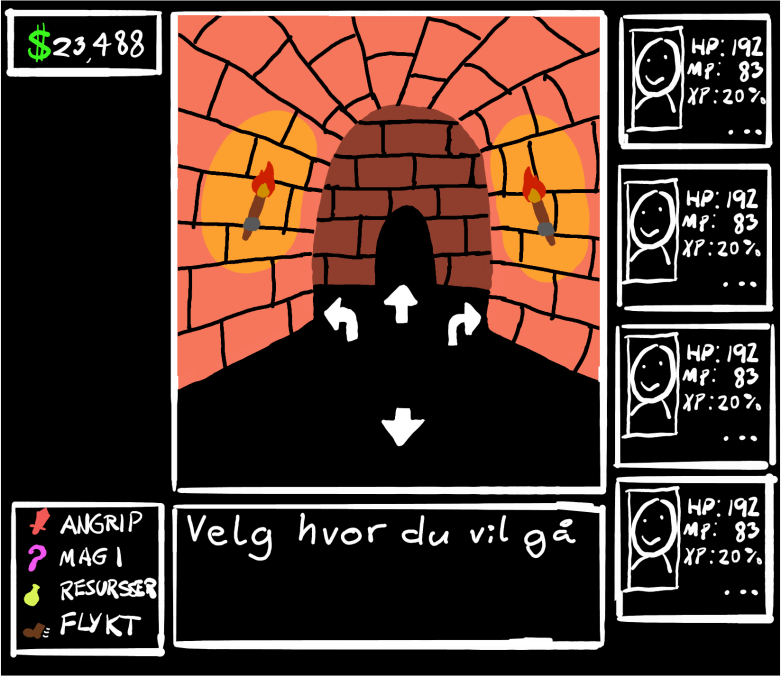 $23,488
HP: 192
MP: 83
XP: 20%
...
HP: 192
MP: 83
XP: 20%
...
HP: 192
MP: 83
XP: 20%
...
HP: 192
MP: 83
XP: 20%
...
ANGRIP
MAGI
RESURSSER
FLYKT
Velg hvor du vil gå